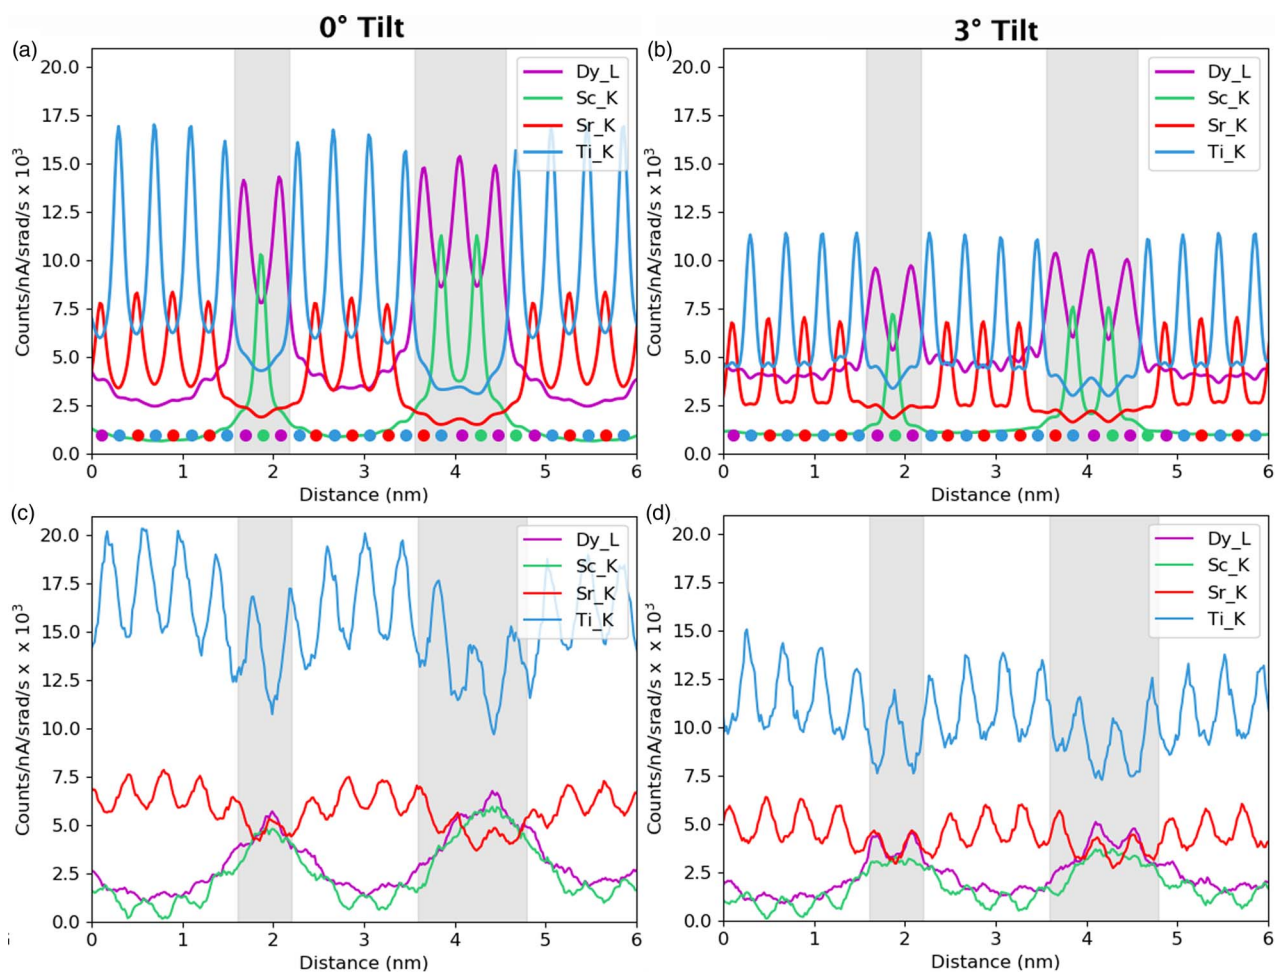 0° Tilt
3° Tilt
(a)
(b)
20.0
17.5
15.0
12.5
10.0
7.5
5.0
2.5
0.0
Counts/nA/srad/s x 10³
Dy_L
Sc_K
Sr_K
Ti_K
0 1 2 3 4 5 6
Distance (nm)
20.0
17.5
15.0
12.5
10.0
7.5
5.0
2.5
0.0
Counts/nA/srad/s x 10³
Dy_L
Sc_K
Sr_K
Ti_K
0 1 2 3 4 5 6
Distance (nm)
(c)
(d)
20.0
17.5
15.0
12.5
10.0
7.5
5.0
2.5
0.0
Counts/nA/srad/s x x 10³
Dy_L
Sc_K
Sr_K
Ti_K
0 1 2 3 4 5 6
Distance (nm)
20.0
17.5
15.0
12.5
10.0
7.5
5.0
2.5
0.0
Counts/nA/srad/s x x 10³
Dy_L
Sc_K
Sr_K
Ti_K
0 1 2 3 4 5 6
Distance (nm)